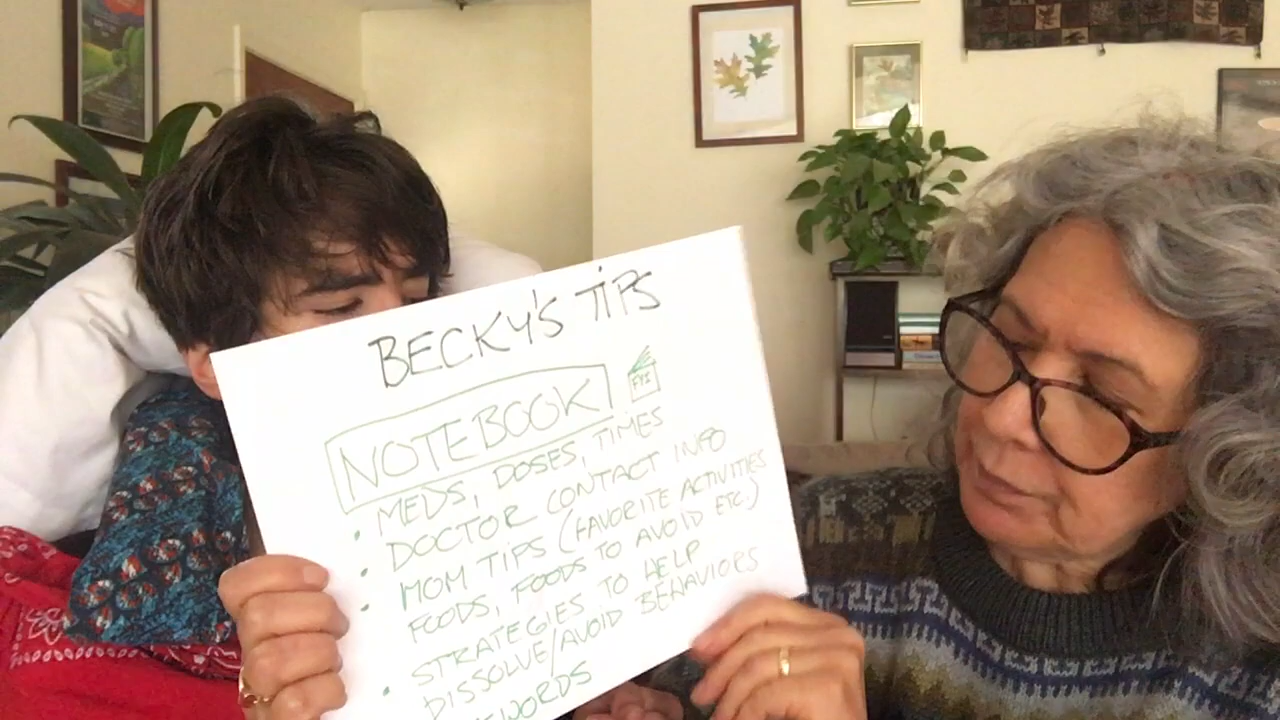 BECKY'S TIPS
NOTEBOOK
FYI
• MEDS, DOSES, TIMES
• DOCTOR CONTACT INFO
• MOM TIPS (FAVORITE ACTIVITIES
FOODS, FOODS TO AVOID ETC.)
• STRATEGIES TO HELP
DISSOLVE/AVOID BEHAVIORS